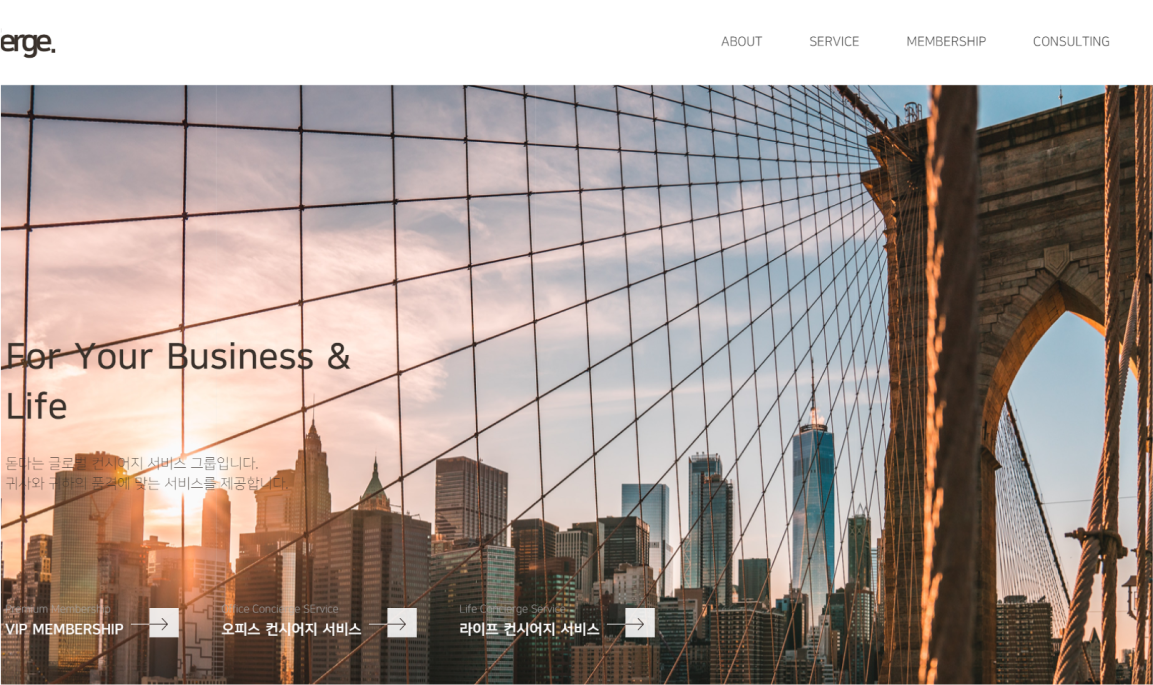 erge.
ABOUT SERVICE MEMBERSHIP CONSULTING
For Your Business &
Life
돋다는 글로벌 컨시어지 서비스 그룹입니다.
귀사와 귀하의 품격에 맞는 서비스를 제공합니다.
Premium Membership
VIP MEMBERSHIP
Office Concierge SErvice
오피스 컨시어지 서비스
Life Concierge Service
라이프 컨시어지 서비스